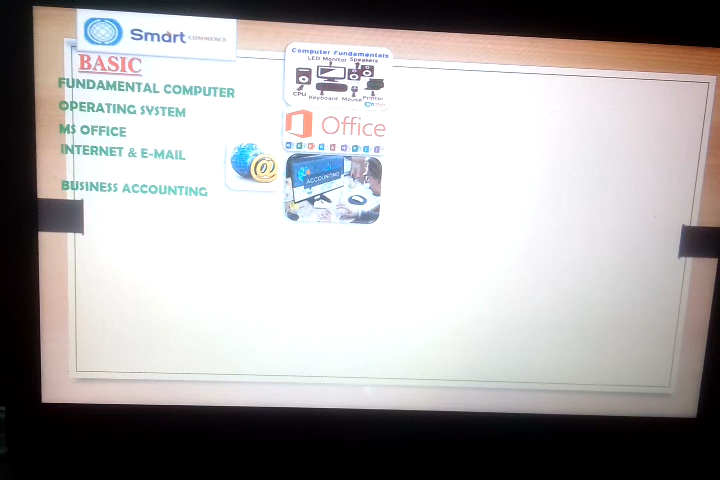 Smart COMMERCE
BASIC
FUNDAMENTAL COMPUTER
OPERATING SYSTEM
MS OFFICE
INTERNET & E-MAIL
BUSINESS ACCOUNTING
Computer Fundamentals
LED Monitor Speakers
CPU Keyboard Mouse Printer
Office
@
ACCOUNTING